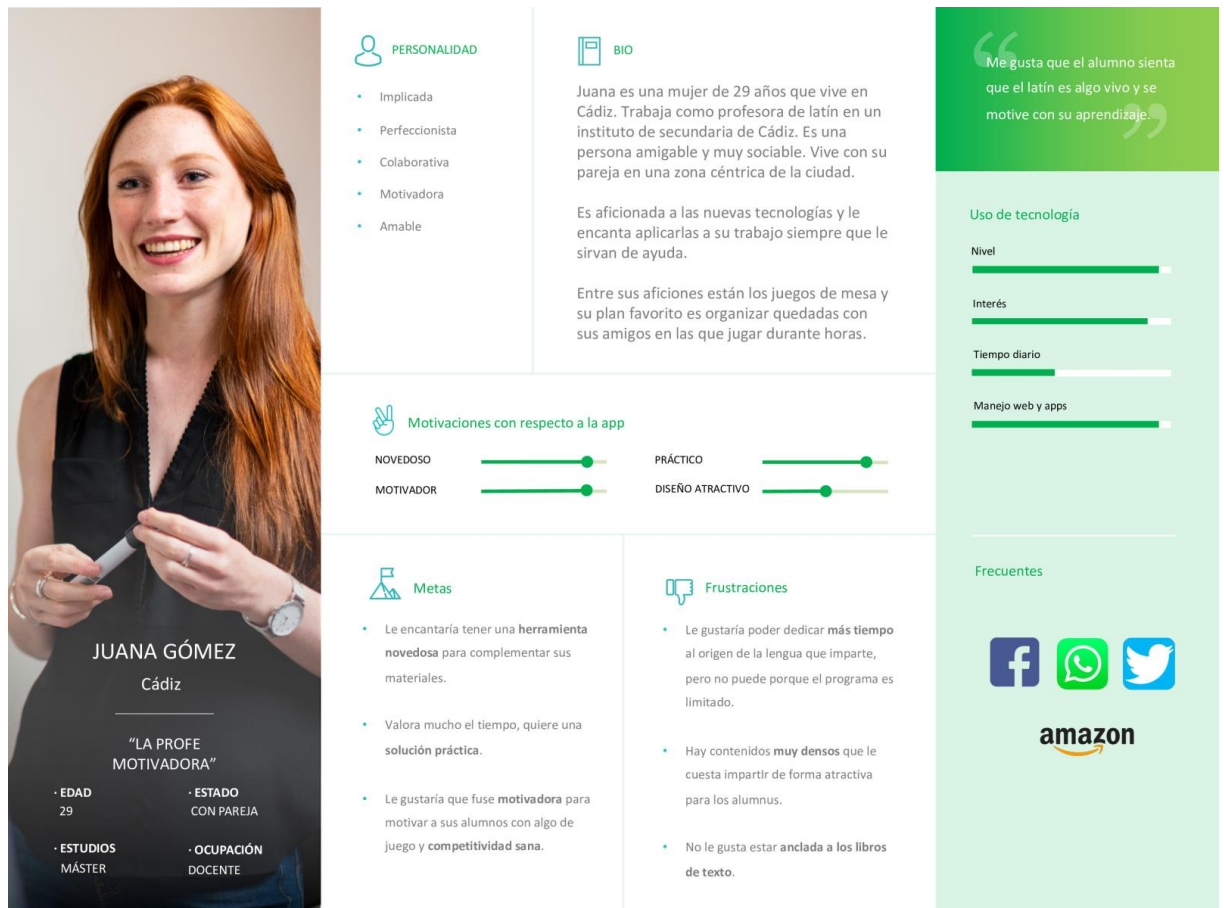 JUANA GÓMEZ
Cádiz
“LA PROFE
MOTIVADORA”
· EDAD
29
· ESTADO
CON PAREJA
· ESTUDIOS
MÁSTER
· OCUPACIÓN
DOCENTE
PERSONALIDAD
• Implicada
• Perfeccionista
• Colaborativa
• Motivadora
• Amable
BIO
Juana es una mujer de 29 años que vive en
Cádiz. Trabaja como profesora de latín en un
instituto de secundaria de Cádiz. Es una
persona amigable y muy sociable. Vive con su
pareja en una zona céntrica de la ciudad.
Es aficionada a las nuevas tecnologías y le
encanta aplicarlas a su trabajo siempre que le
sirvan de ayuda.
Entre sus aficiones están los juegos de mesa y
su plan favorito es organizar quedadas con
sus amigos en las que jugar durante horas.
Motivaciones con respecto a la app
NOVEDOSO
MOTIVADOR
PRÁCTICO
DISEÑO ATRACTIVO
Metas
• Le encantaría tener una herramienta
novedosa para complementar sus
materiales.
• Valora mucho el tiempo, quiere una
solución práctica.
• Le gustaría que fuse motivadora para
motivar a sus alumnos con algo de
juego y competitividad sana.
Frustraciones
• Le gustaría poder dedicar más tiempo
al origen de la lengua que imparte,
pero no puede porque el programa es
limitado.
• Hay contenidos muy densos que le
cuesta impartIr de forma atractiva
para los alumnus.
• No le gusta estar anclada a los libros
de texto.
“Me gusta que el alumno sienta
que el latín es algo vivo y se
motive con su aprendizaje.”
Uso de tecnología
Nivel
Interés
Tiempo diario
Manejo web y apps
Frecuentes
f
amazon